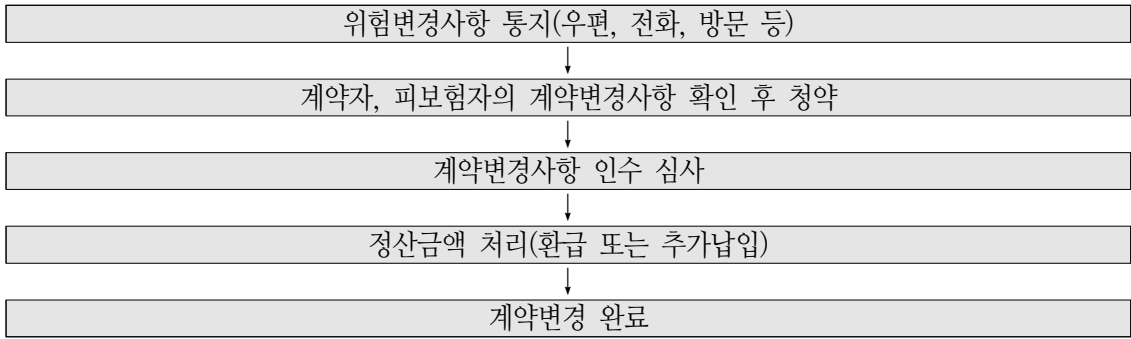 위험변경사항 통지(우편, 전화, 방문 등)
계약자, 피보험자의 계약변경사항 확인 후 청약
계약변경사항 인수 심사
정산금액 처리(환급 또는 추가납입)
계약변경 완료